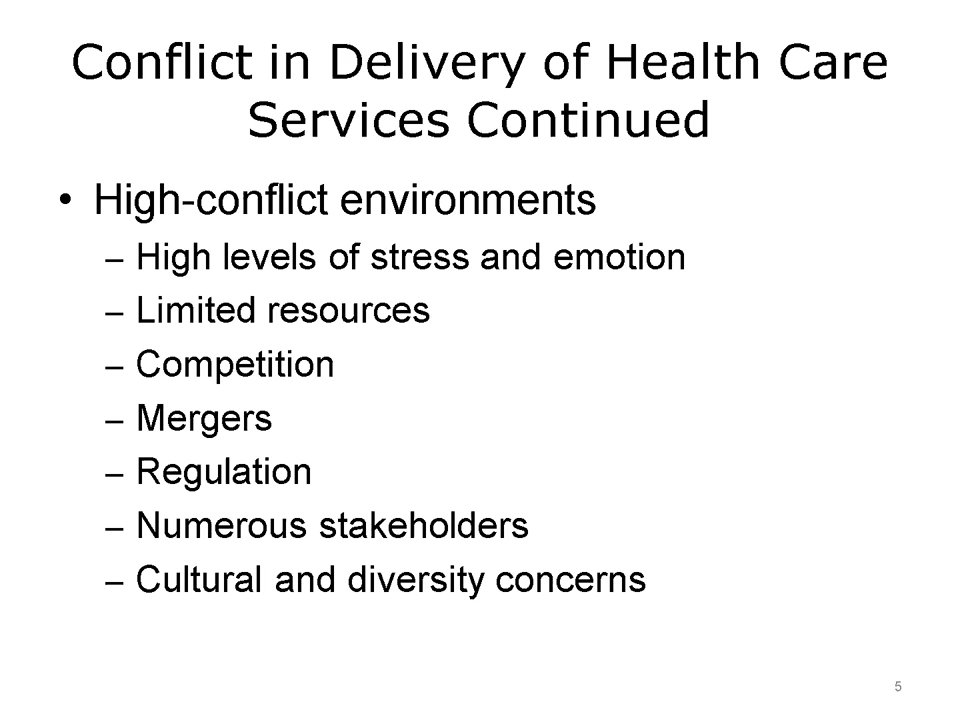 Conflict in Delivery of Health Care
Services Continued
• High-conflict environments
– High levels of stress and emotion
– Limited resources
– Competition
– Mergers
– Regulation
– Numerous stakeholders
– Cultural and diversity concerns
5